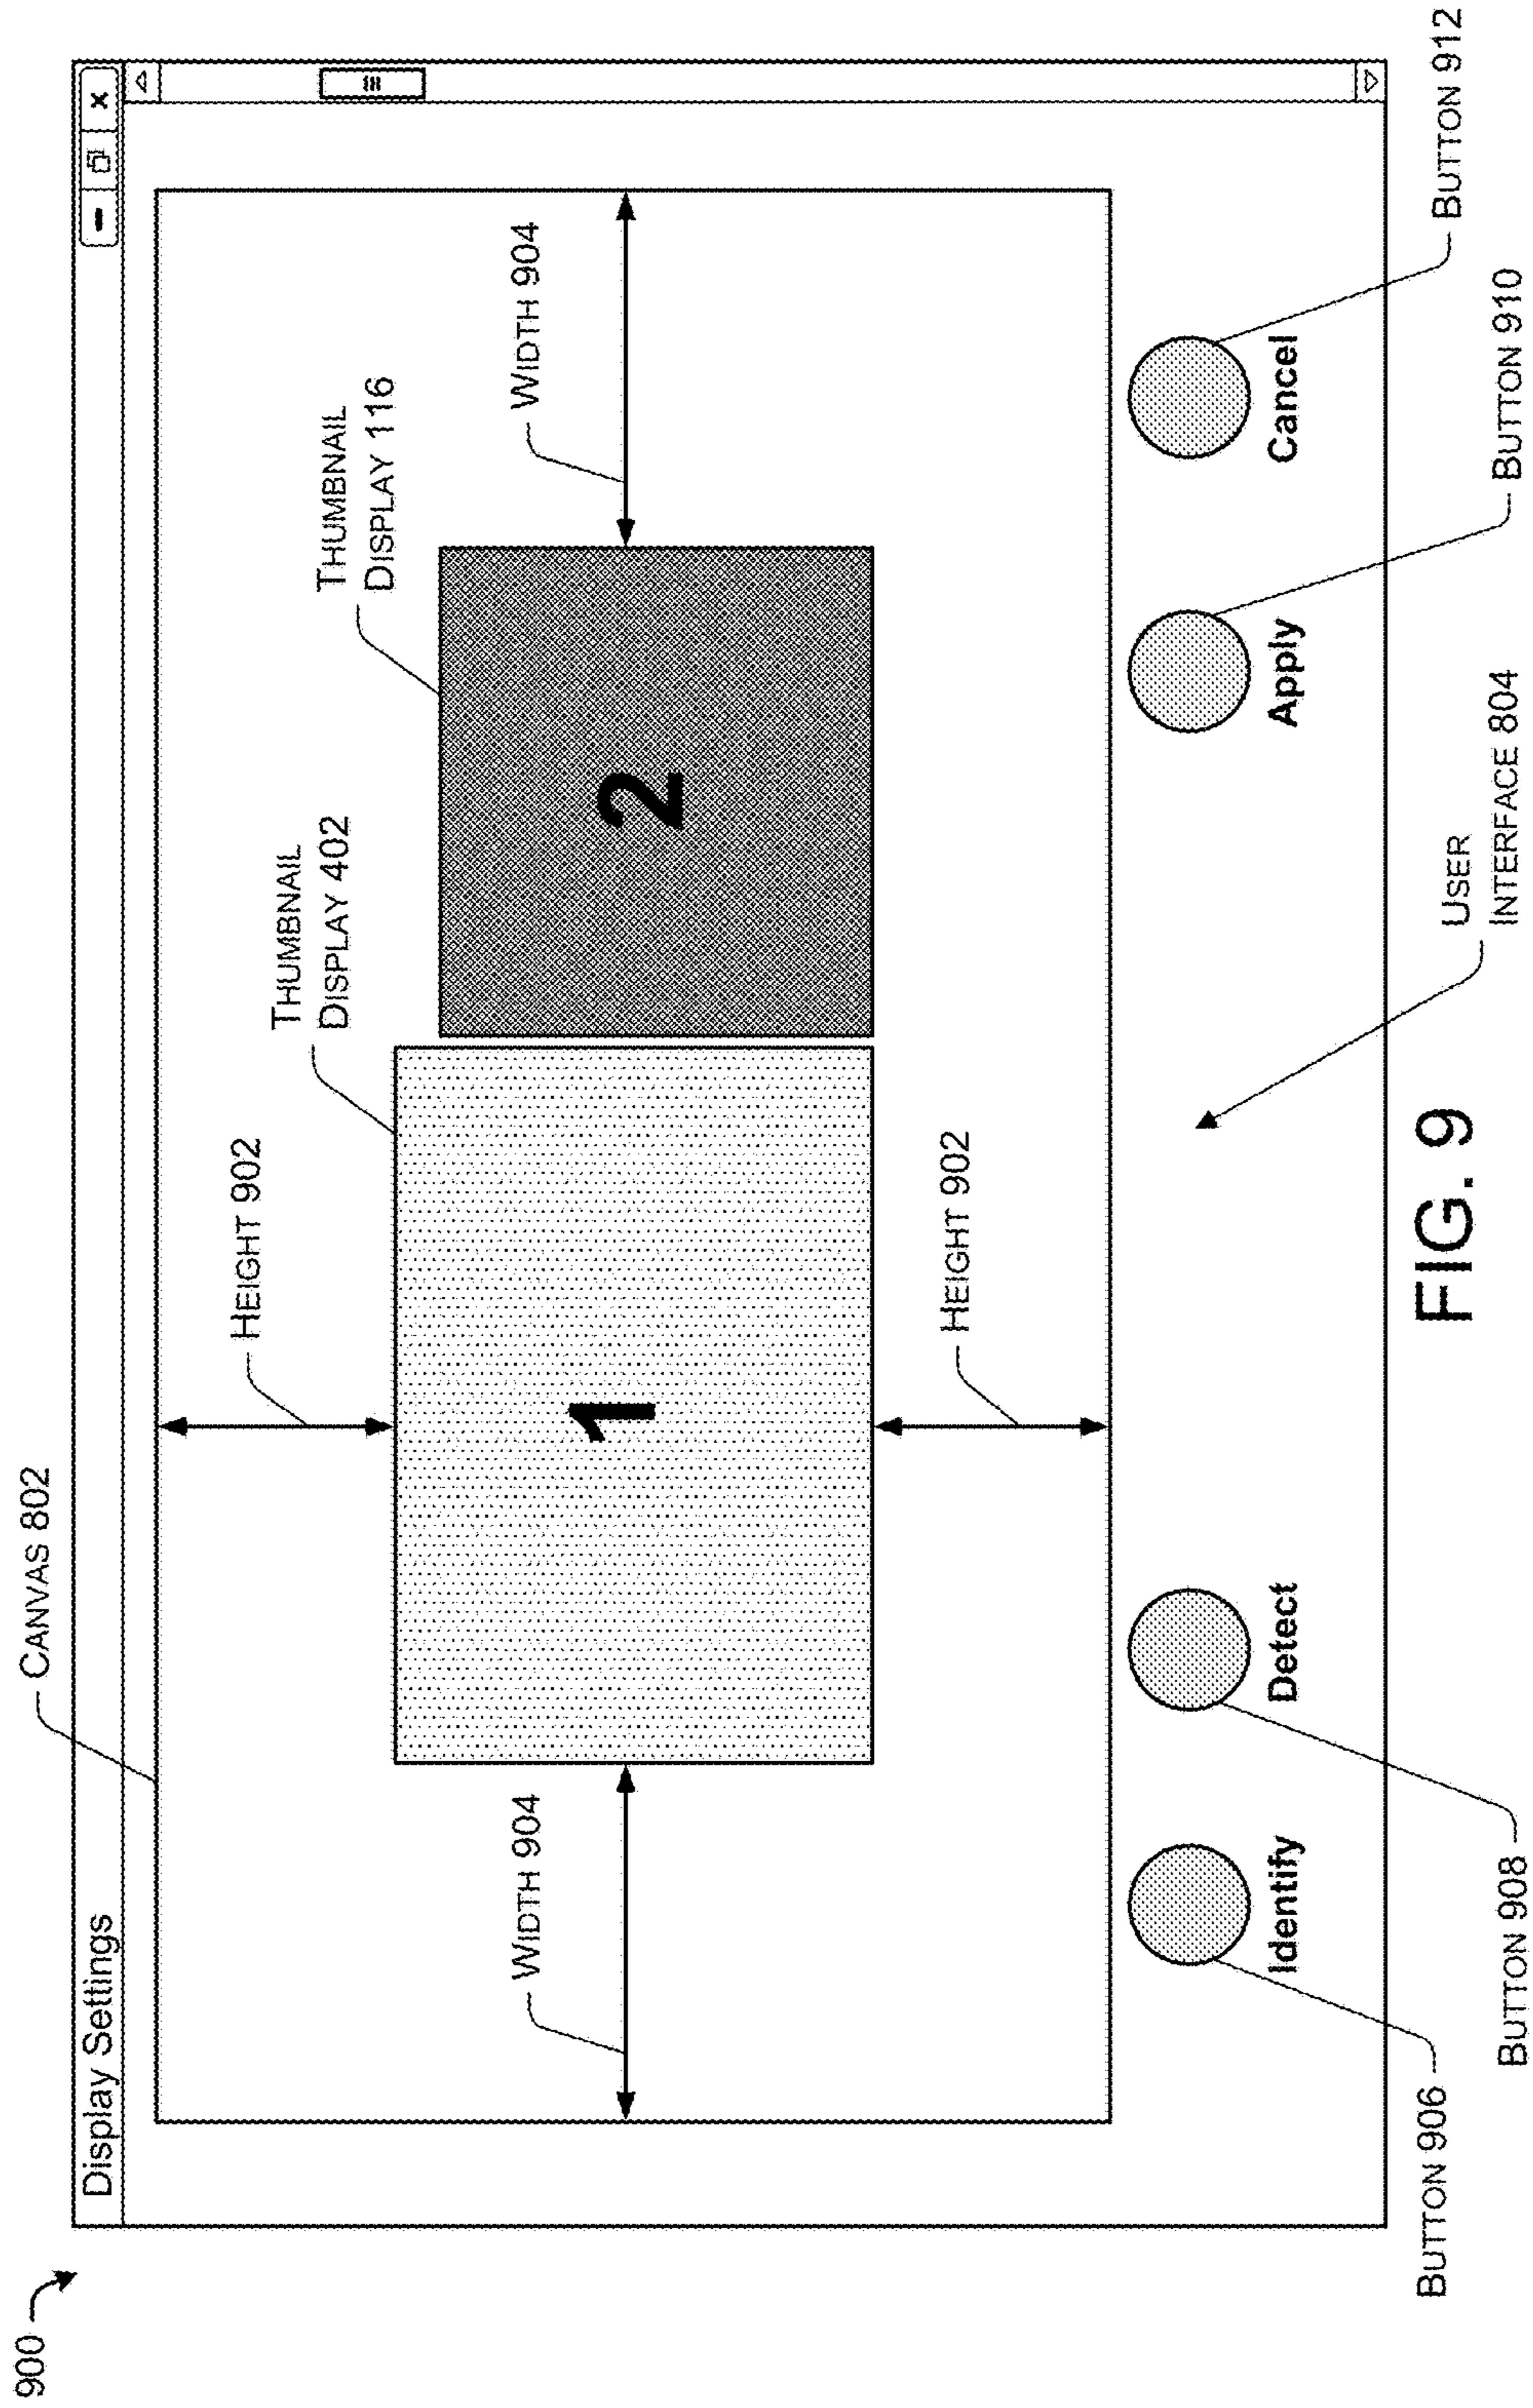 900
CANVAS 802
Display Settings
HEIGHT 902
THUMBNAIL
DISPLAY 402
THUMBNAIL
DISPLAY 116
WIDTH 904
WIDTH 904
1
2
HEIGHT 902
Identify
Detect
Apply
Cancel
BUTTON 906
BUTTON 908
USER
INTERFACE 804
BUTTON 910
BUTTON 912
FIG. 9